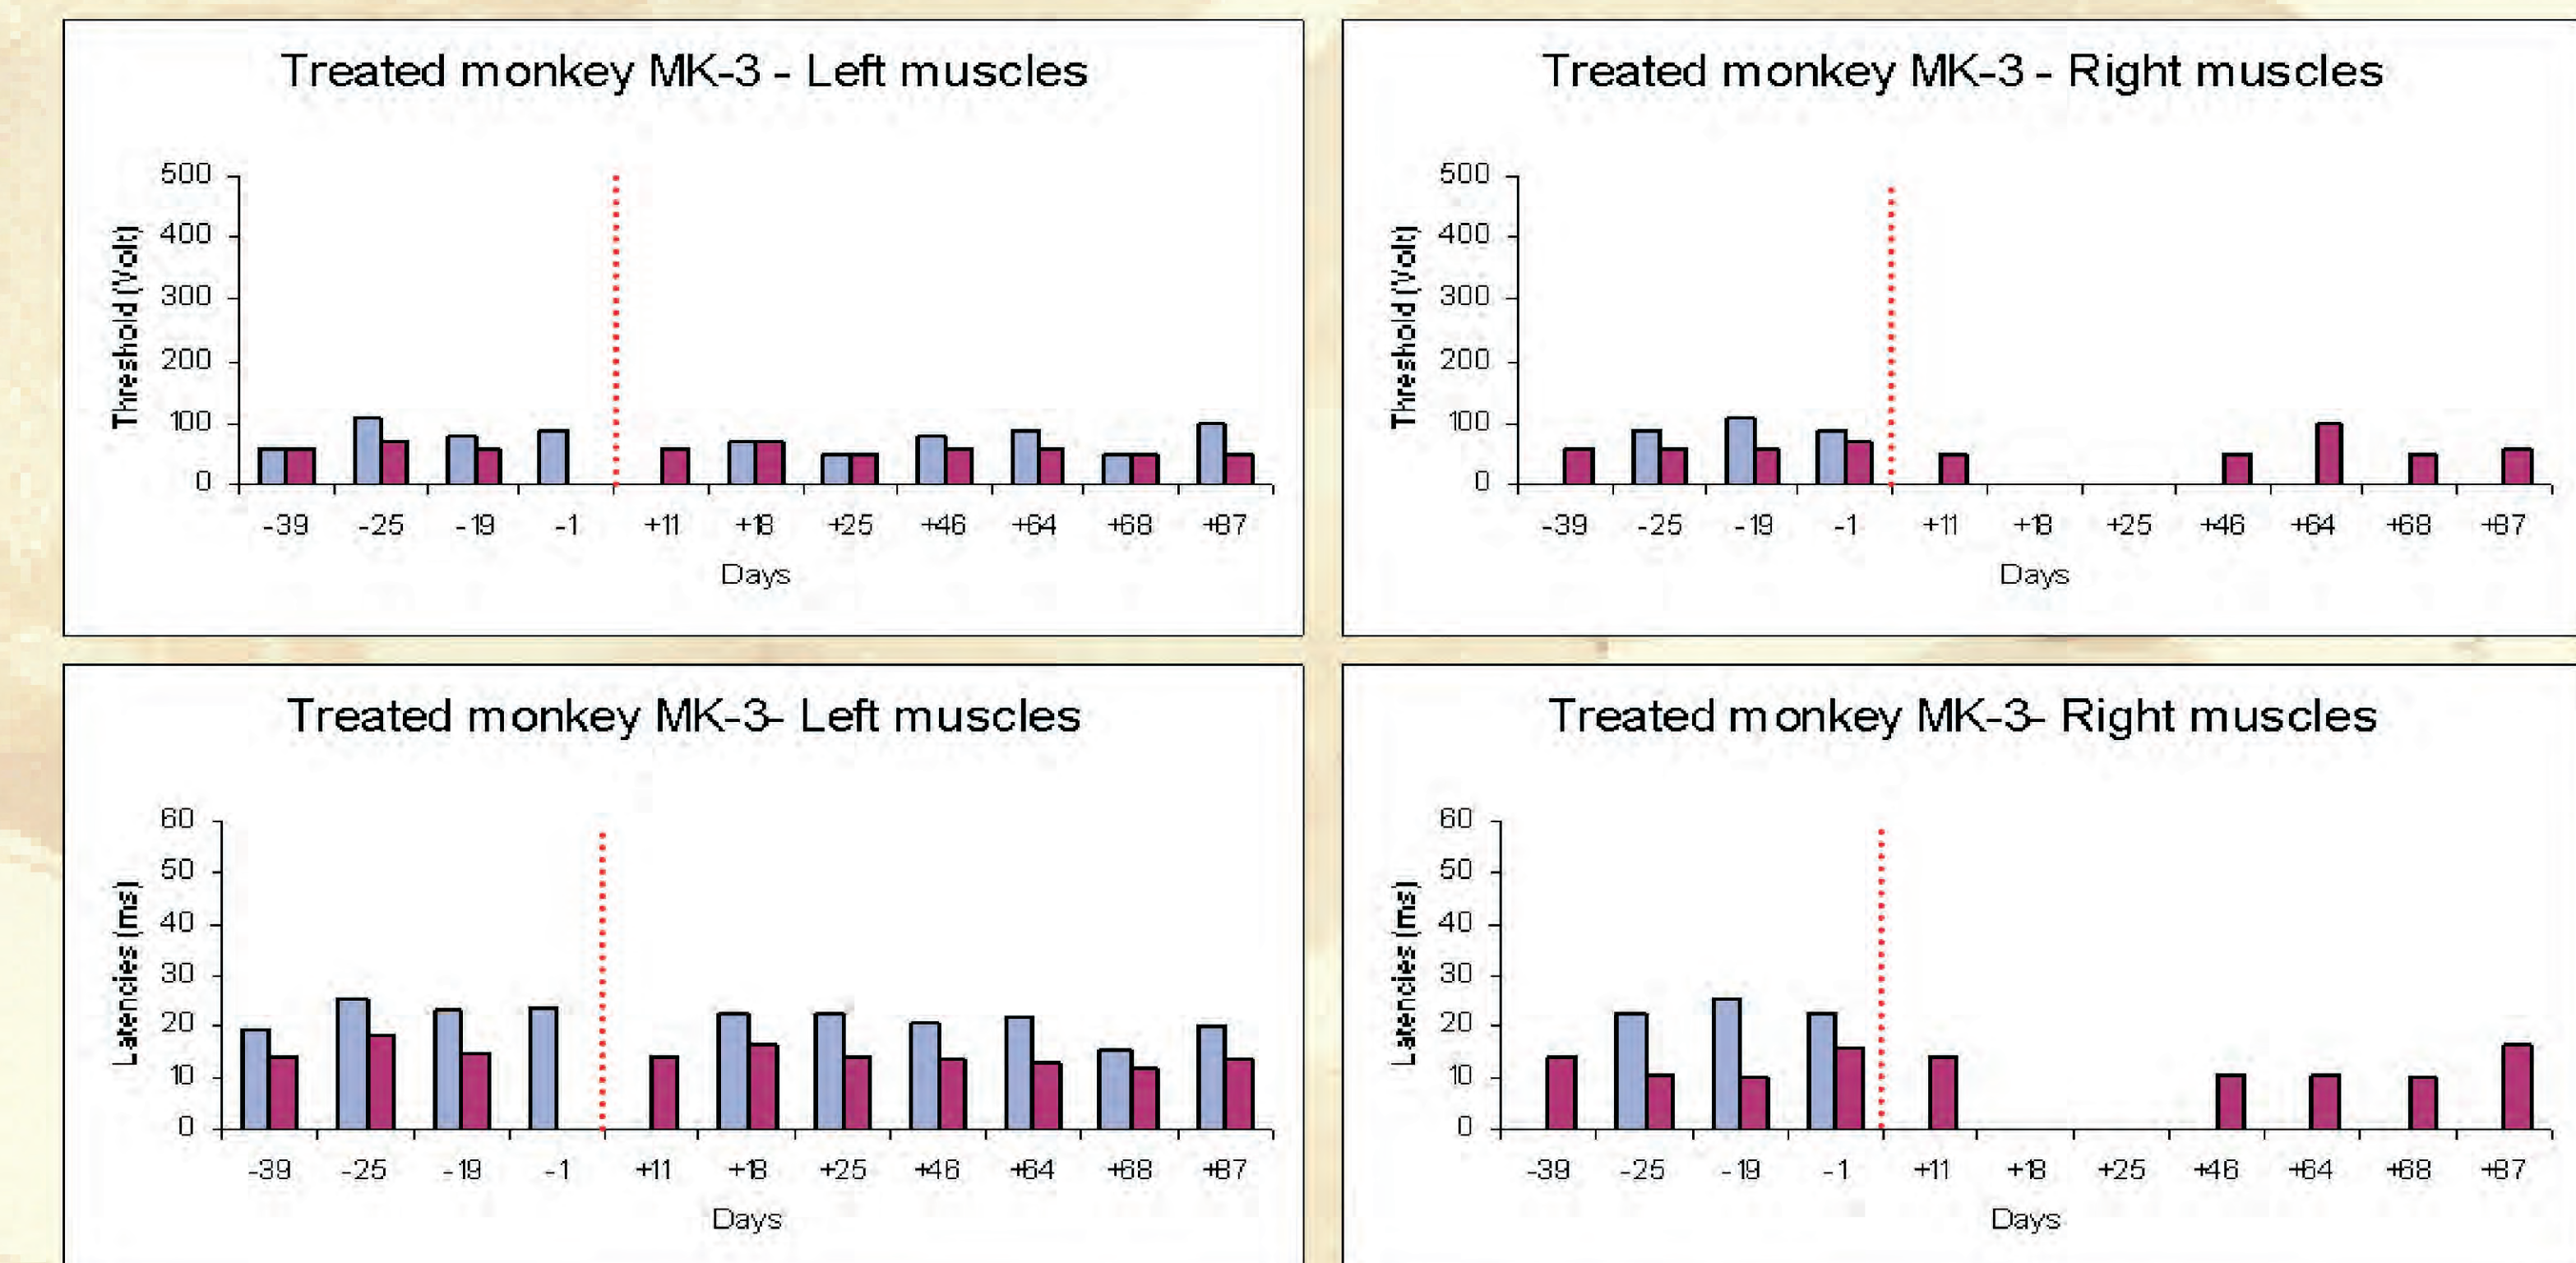 Treated monkey MK-3 - Left muscles
500
400
300
200
100
0
Threshold (Volt)
-39 -25 -19 -1 +11 +18 +25 +46 +64 +68 +87
Days
Treated monkey MK-3 - Right muscles
500
400
300
200
100
0
Threshold (Volt)
-39 -25 -19 -1 +11 +18 +25 +46 +64 +68 +87
Days
Treated monkey MK-3- Left muscles
60
50
40
30
20
10
0
Latencies (ms)
-39 -25 -19 -1 +11 +18 +25 +46 +64 +68 +87
Days
Treated monkey MK-3- Right muscles
60
50
40
30
20
10
0
Latencies (ms)
-39 -25 -19 -1 +11 +18 +25 +46 +64 +68 +87
Days